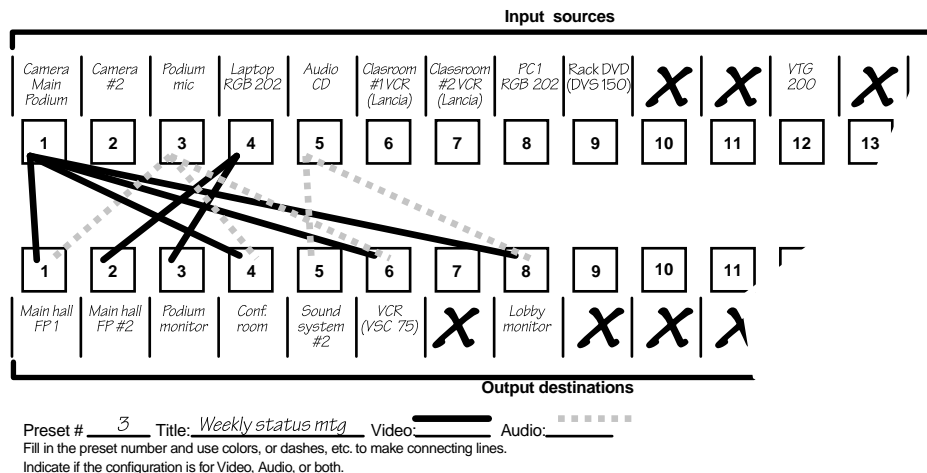 Input sources
Camera Main Podium
Camera #2
Podium mic
Laptop RGB 202
Audio CD
Clasroom #1 VCR (Lancia)
Classroom #2 VCR (Lancia)
PC1 RGB 202
Rack DVD (DVS 150)
X
X
VTG 200
X
1 2 3 4 5 6 7 8 9 10 11 12 13
1 2 3 4 5 6 7 8 9 10 11
Main hall FP 1
Main hall FP #2
Podium monitor
Conf. room
Sound system #2
VCR (VSC 75)
X
Lobby monitor
X
X
X
Output destinations
Preset # 3 Title: Weekly status mtg Video: Audio:
Fill in the preset number and use colors, or dashes, etc. to make connecting lines.
Indicate if the configuration is for Video, Audio, or both.